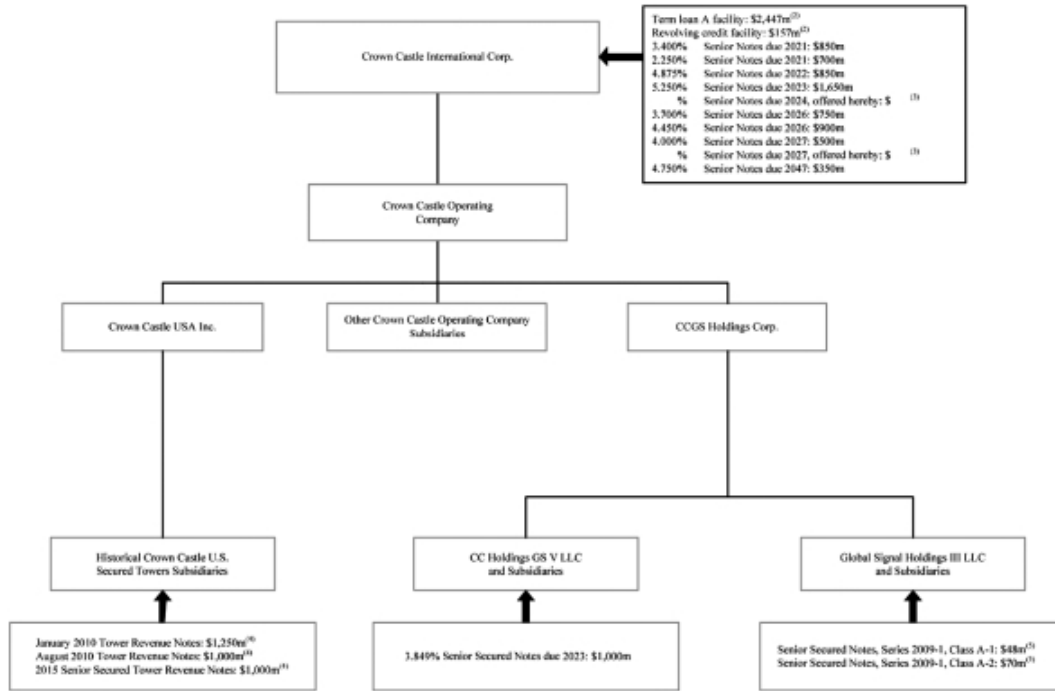 Crown Castle International Corp.
Term loan A facility: $2,447m(2)
Revolving credit facility: $157m(2)
3.400% Senior Notes due 2021: $850m
2.250% Senior Notes due 2021: $700m
4.875% Senior Notes due 2022: $850m
5.250% Senior Notes due 2023: $1,650m
% Senior Notes due 2024, offered hereby: $ (3)
3.700% Senior Notes due 2026: $750m
4.450% Senior Notes due 2026: $900m
4.000% Senior Notes due 2027: $500m
% Senior Notes due 2027, offered hereby: $ (3)
4.750% Senior Notes due 2047: $350m
Crown Castle Operating
Company
Crown Castle USA Inc.
Other Crown Castle Operating Company
Subsidiaries
CCGS Holdings Corp.
Historical Crown Castle U.S.
Secured Towers Subsidiaries
CC Holdings GS V LLC
and Subsidiaries
Global Signal Holdings III LLC
and Subsidiaries
January 2010 Tower Revenue Notes: $1,250m(4)
August 2010 Tower Revenue Notes: $1,000m(4)
2015 Senior Secured Tower Revenue Notes: $1,000m
3.849% Senior Secured Notes due 2023: $1,000m
Senior Secured Notes, Series 2009-1, Class A-1: $48m(5)
Senior Secured Notes, Series 2009-1, Class A-2: $70m(5)